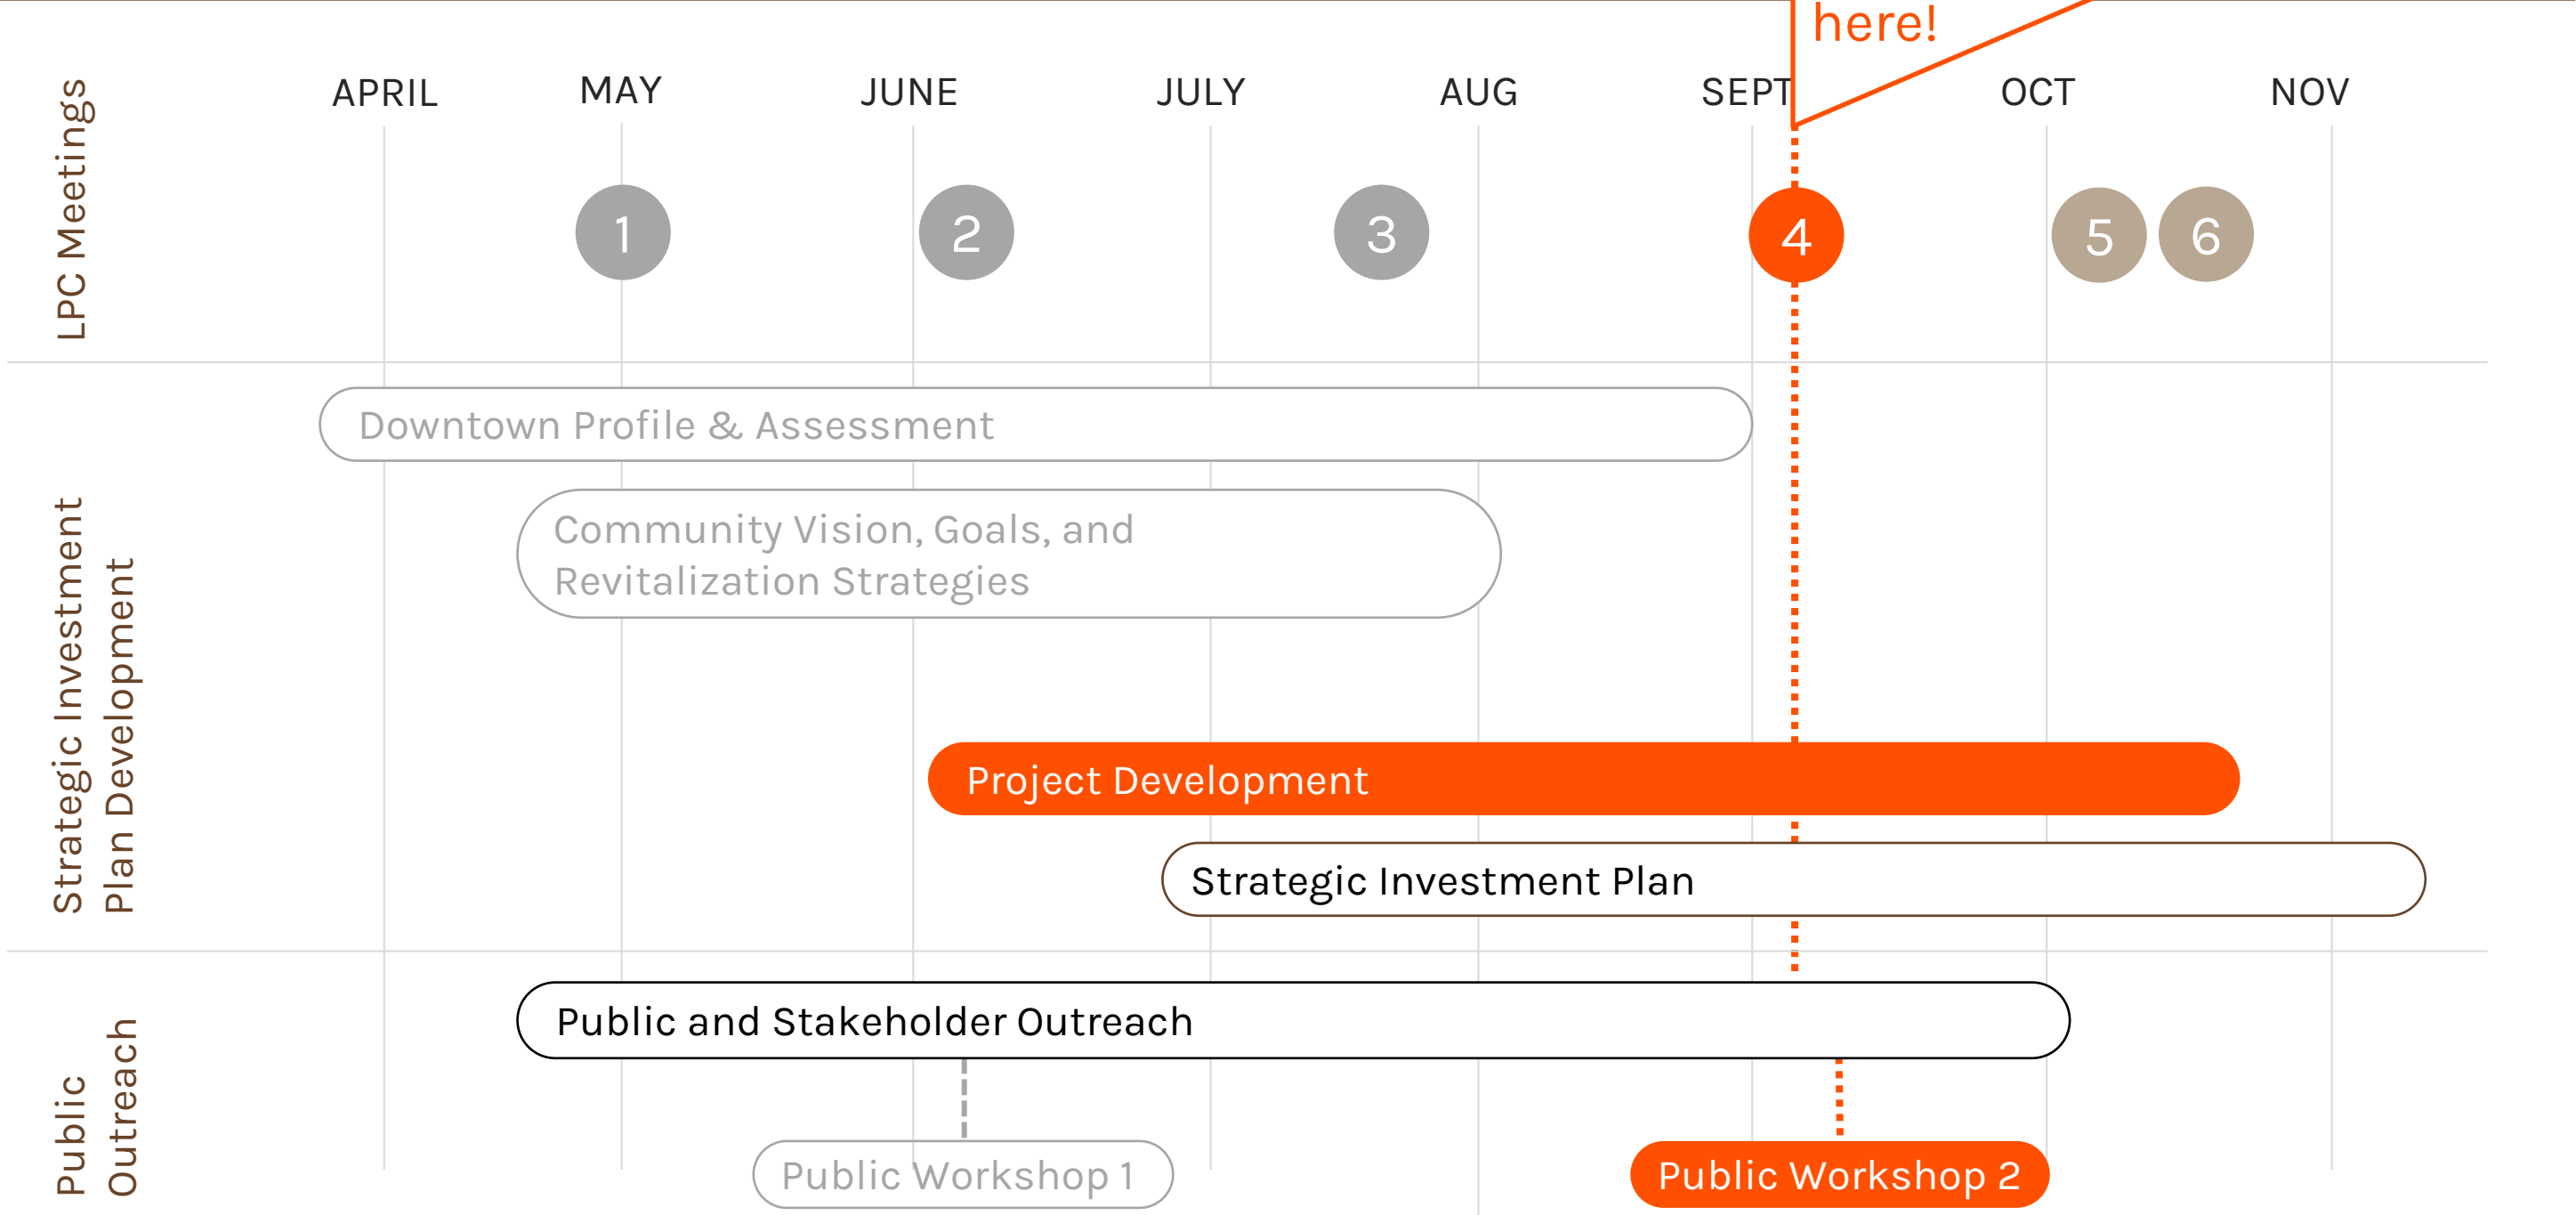 here!
APRIL
MAY
JUNE
JULY
AUG
SEPT
OCT
NOV
LPC Meetings
1
2
3
4
5
6
Strategic Investment
Plan Development
Downtown Profile & Assessment
Community Vision, Goals, and
Revitalization Strategies
Project Development
Strategic Investment Plan
Public
Outreach
Public and Stakeholder Outreach
Public Workshop 1
Public Workshop 2